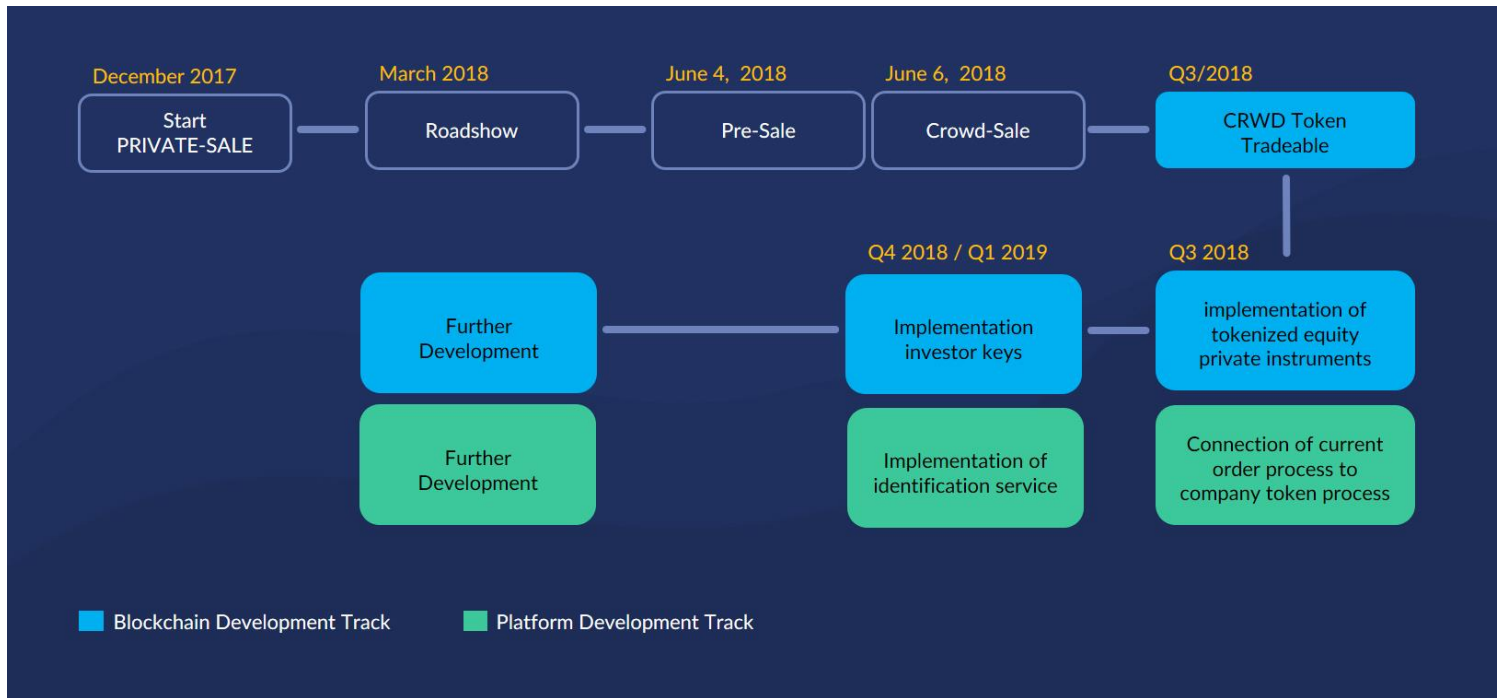 December 2017
Start
PRIVATE-SALE
March 2018
Roadshow
June 4, 2018
Pre-Sale
June 6, 2018
Crowd-Sale
Q3/2018
CRWD Token
Tradeable
Q3 2018
implementation of
tokenized equity
private instruments
Connection of current
order process to
company token process
Q4 2018 / Q1 2019
Implementation
investor keys
Implementation of
identification service
Further
Development
Further
Development
Blockchain Development Track
Platform Development Track